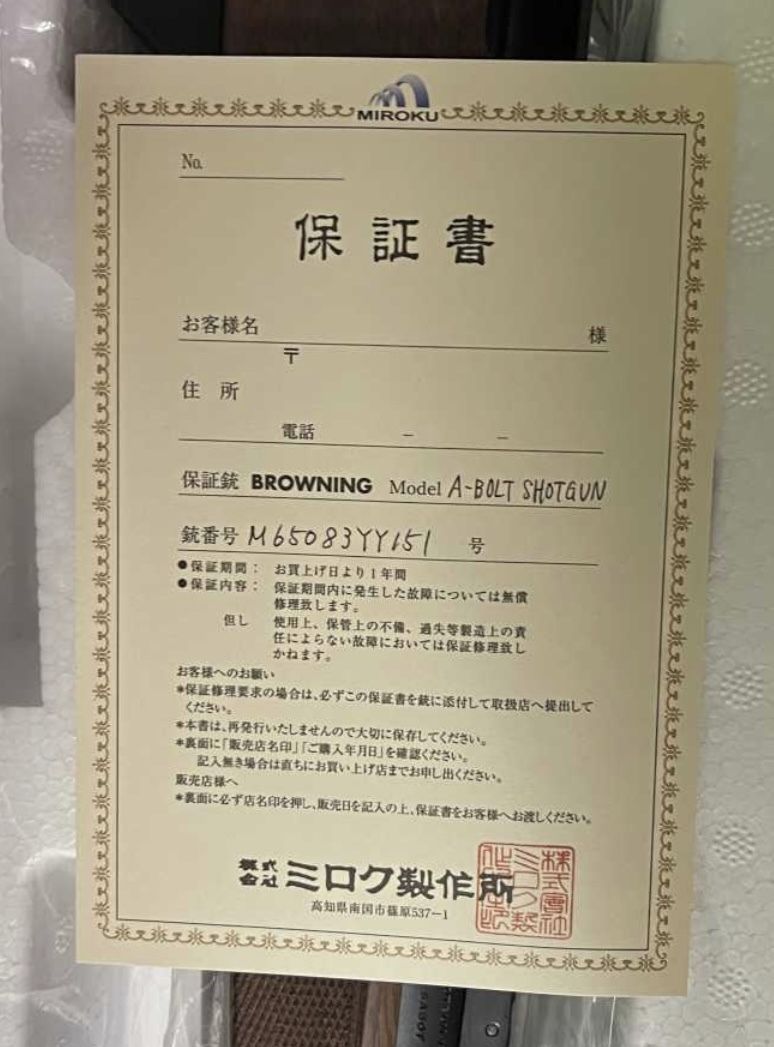 MIROKU
No.
保証書
お客様名 様
〒
住 所
電話 － －
保証銃 BROWNING Model A-BOLT SHOTGUN
銃番号 M65083YY151 号
●保証期間： お買上げ日より1年間
●保証内容： 保証期間内に発生した故障については無償
修理致します。
但し 使用上、保管上の不備、過失等製造上の責
任によらない故障においては保証修理致し
かねます。
お客様へのお願い
*保証修理要求の場合は、必ずこの保証書を銃に添付して取扱店へ提出して
ください。
*本書は、再発行いたしませんので大切に保存してください。
*裏面に「販売店名印」「ご購入年月日」を確認ください。
記入無き場合は直ちにお買い上げ店までお申し出ください。
販売店様へ
*裏面に必ず店名印を押し、販売日を記入の上、保証書をお客様へお渡しください。
株式会社 ミロク製作所
高知県南国市篠原537－1